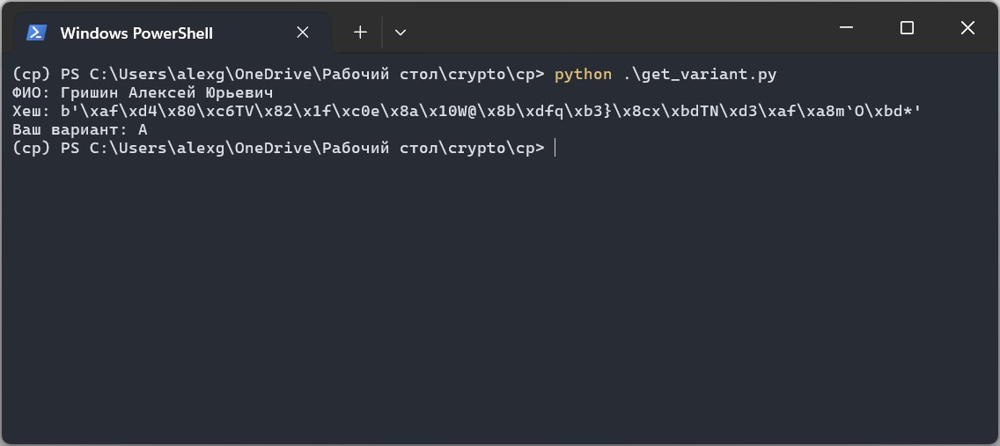 Windows PowerShell
(cp) PS C:\Users\alexg\OneDrive\Рабочий стол\crypto\cp> python .\get_variant.py
ФИО: Гришин Алексей Юрьевич
Хеш: b'\xaf\xd4\x80\xc6TV\x82\x1f\xc0e\x8a\x10W@\x8b\xdfq\xb3}\x8cx\xbdTN\xd3\xaf\xa8m`O\xbd*'
Ваш вариант: A
(cp) PS C:\Users\alexg\OneDrive\Рабочий стол\crypto\cp>